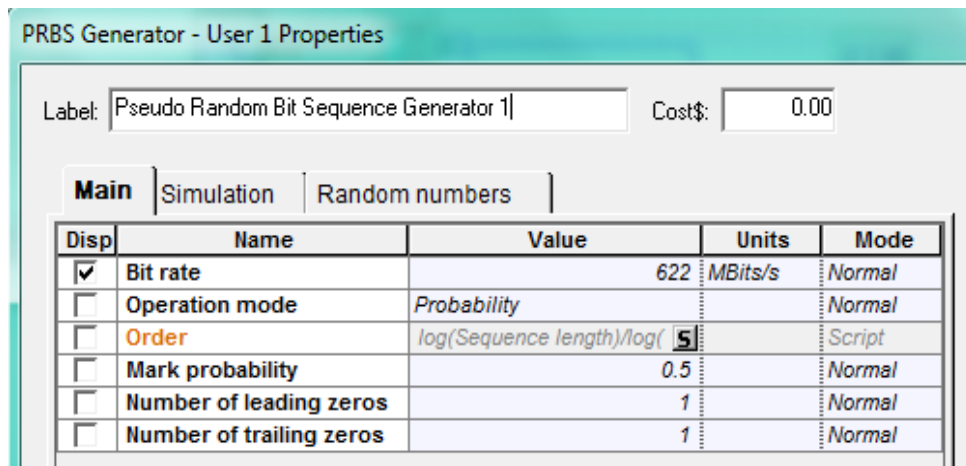 PRBS Generator - User 1 Properties
Label: Pseudo Random Bit Sequence Generator 1 Cost$: 0.00
Main Simulation Random numbers
Disp Name Value Units Mode
Bit rate 622 MBits/s Normal
Operation mode Probability Normal
Order log(Sequence length)/log( S Script
Mark probability 0.5 Normal
Number of leading zeros 1 Normal
Number of trailing zeros 1 Normal